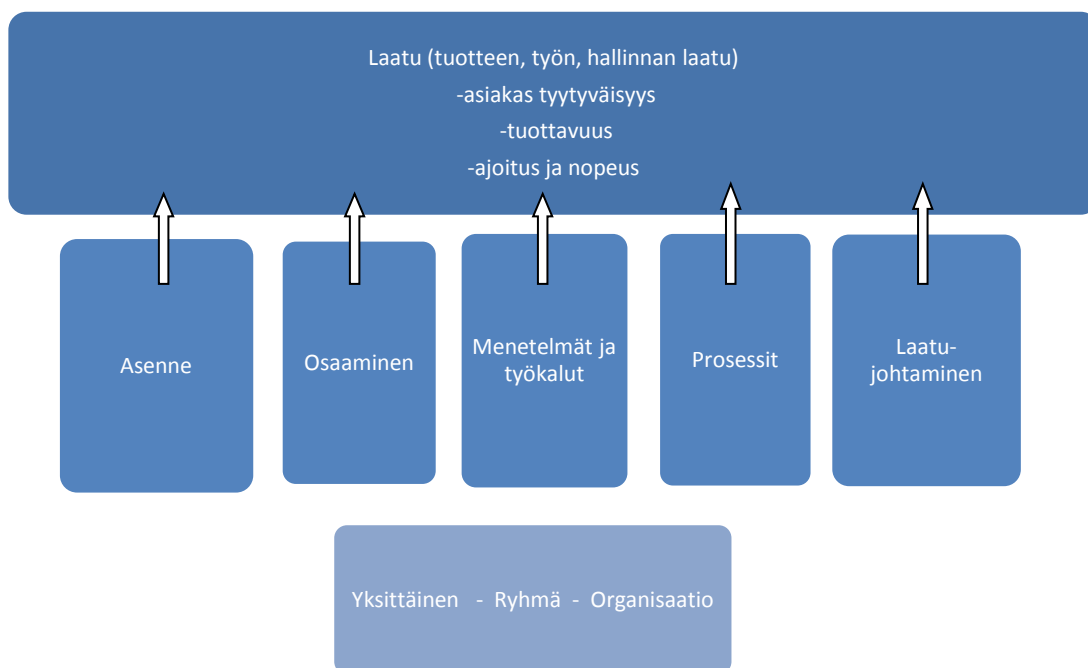 Laatu (tuotteen, työn, hallinnan laatu)
-asiakas tyytyväisyys
-tuottavuus
-ajoitus ja nopeus
Asenne
Osaaminen
Menetelmät ja
työkalut
Prosessit
Laatu-
johtaminen
Yksittäinen - Ryhmä - Organisaatio